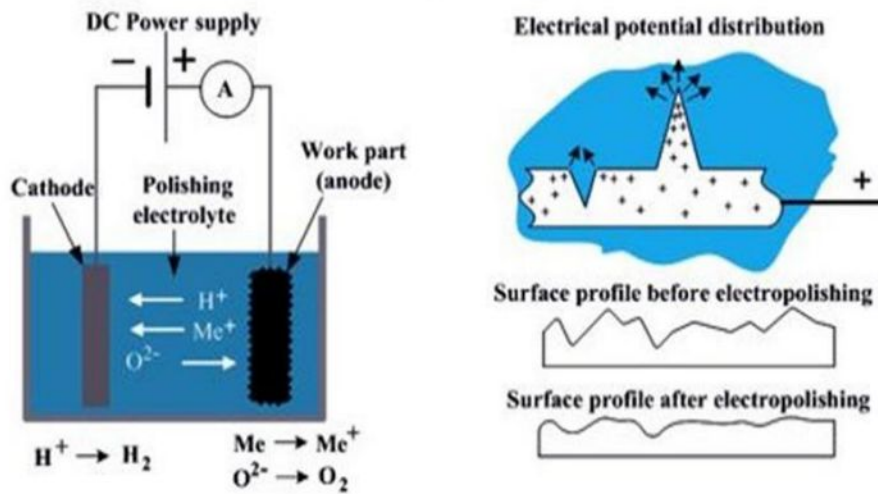 DC Power supply
− +
A
Work part
(anode)
Cathode
Polishing
electrolyte
H⁺
Me⁺
O²⁻
H⁺ → H₂
Me → Me⁺
O²⁻ → O₂
Electrical potential distribution
+
Surface profile before electropolishing
Surface profile after electropolishing